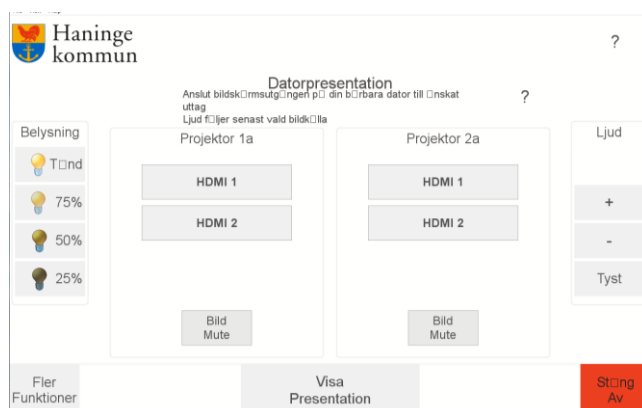 Haninge
kommun
?
Datorpresentation
Anslut bildsk□rmsutg□ngen p□ din b□rbara dator till □nskat
uttag
Ljud f□ljer senast vald bildk□lla
?
Belysning
T□nd
75%
50%
25%
Projektor 1a
HDMI 1
HDMI 2
Bild
Mute
Projektor 2a
HDMI 1
HDMI 2
Bild
Mute
Ljud
+
-
Tyst
Fler
Funktioner
Visa
Presentation
St□ng
Av